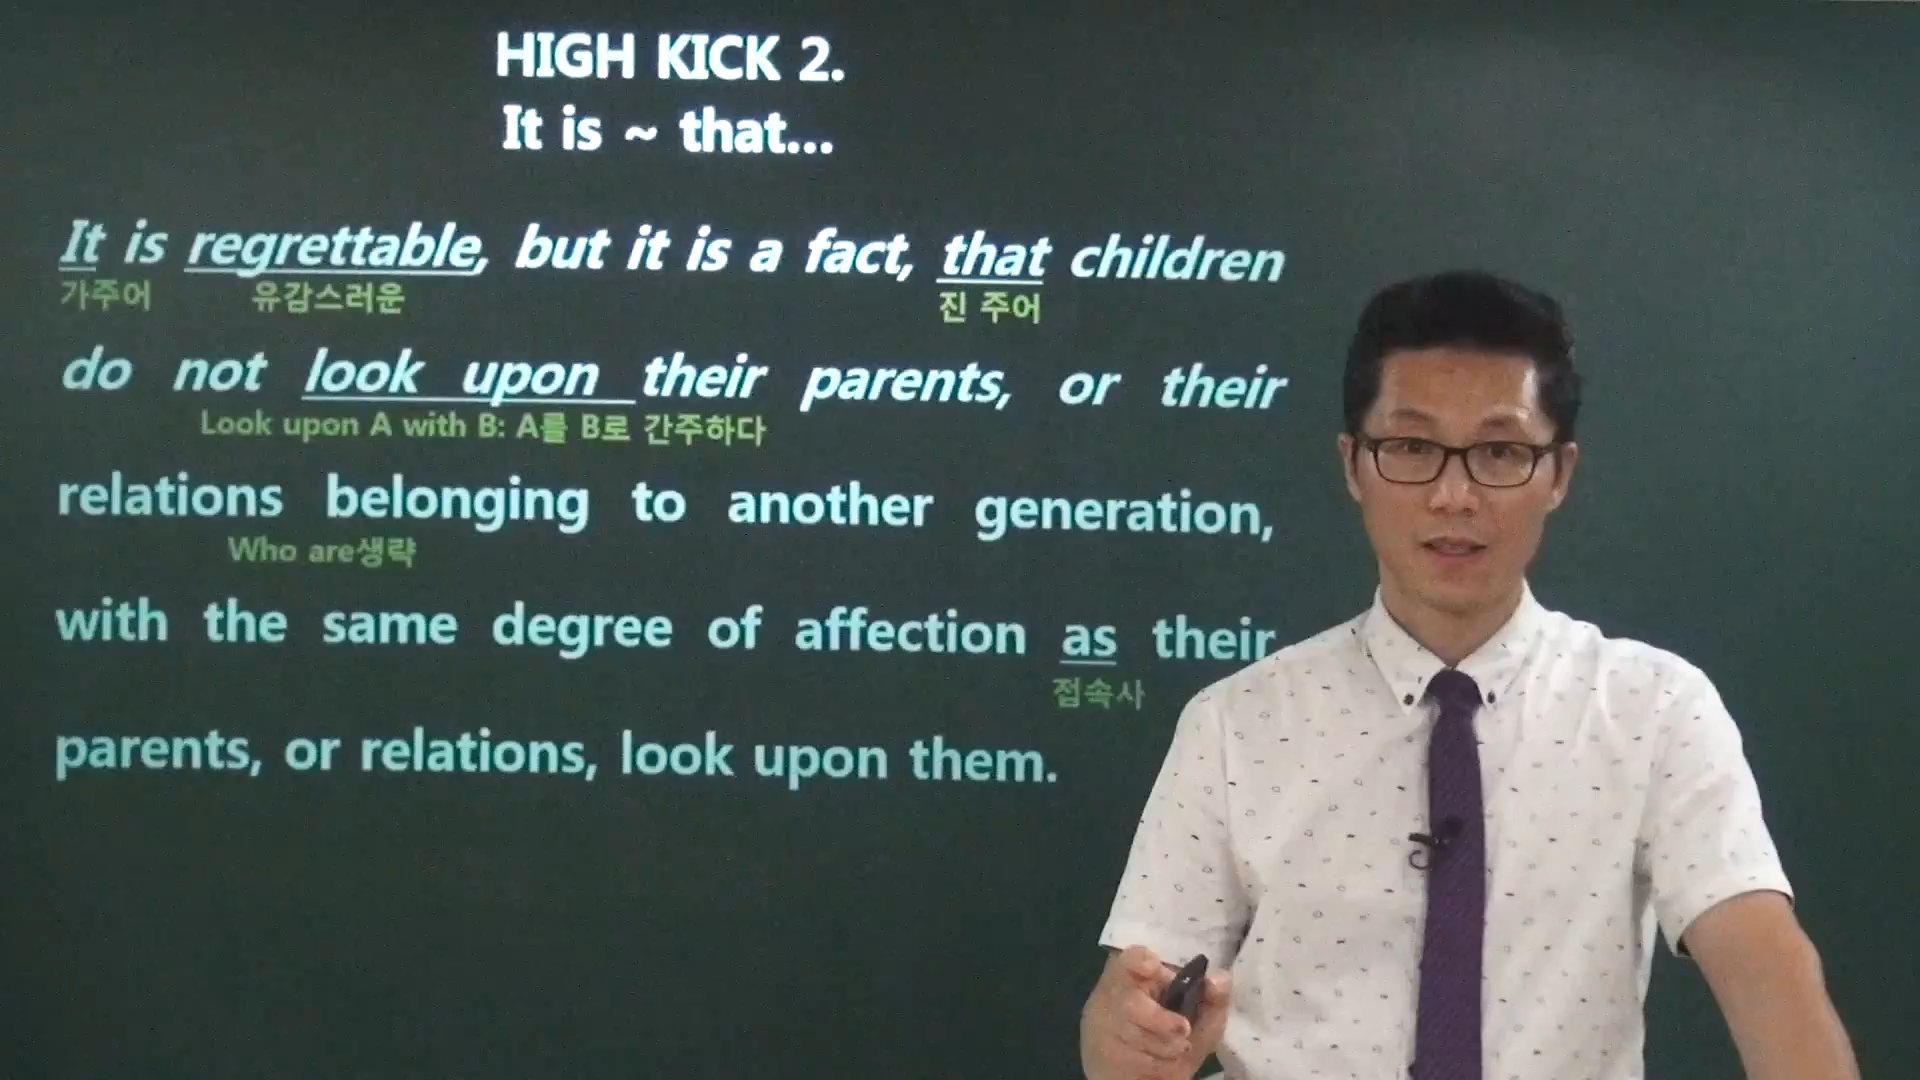 HIGH KICK 2.
It is ~ that...
It is regrettable, but it is a fact, that children
가주어 유감스러운 진 주어
do not look upon their parents, or their
Look upon A with B: A를 B로 간주하다
relations belonging to another generation,
Who are생략
with the same degree of affection as their
접속사
parents, or relations, look upon them.